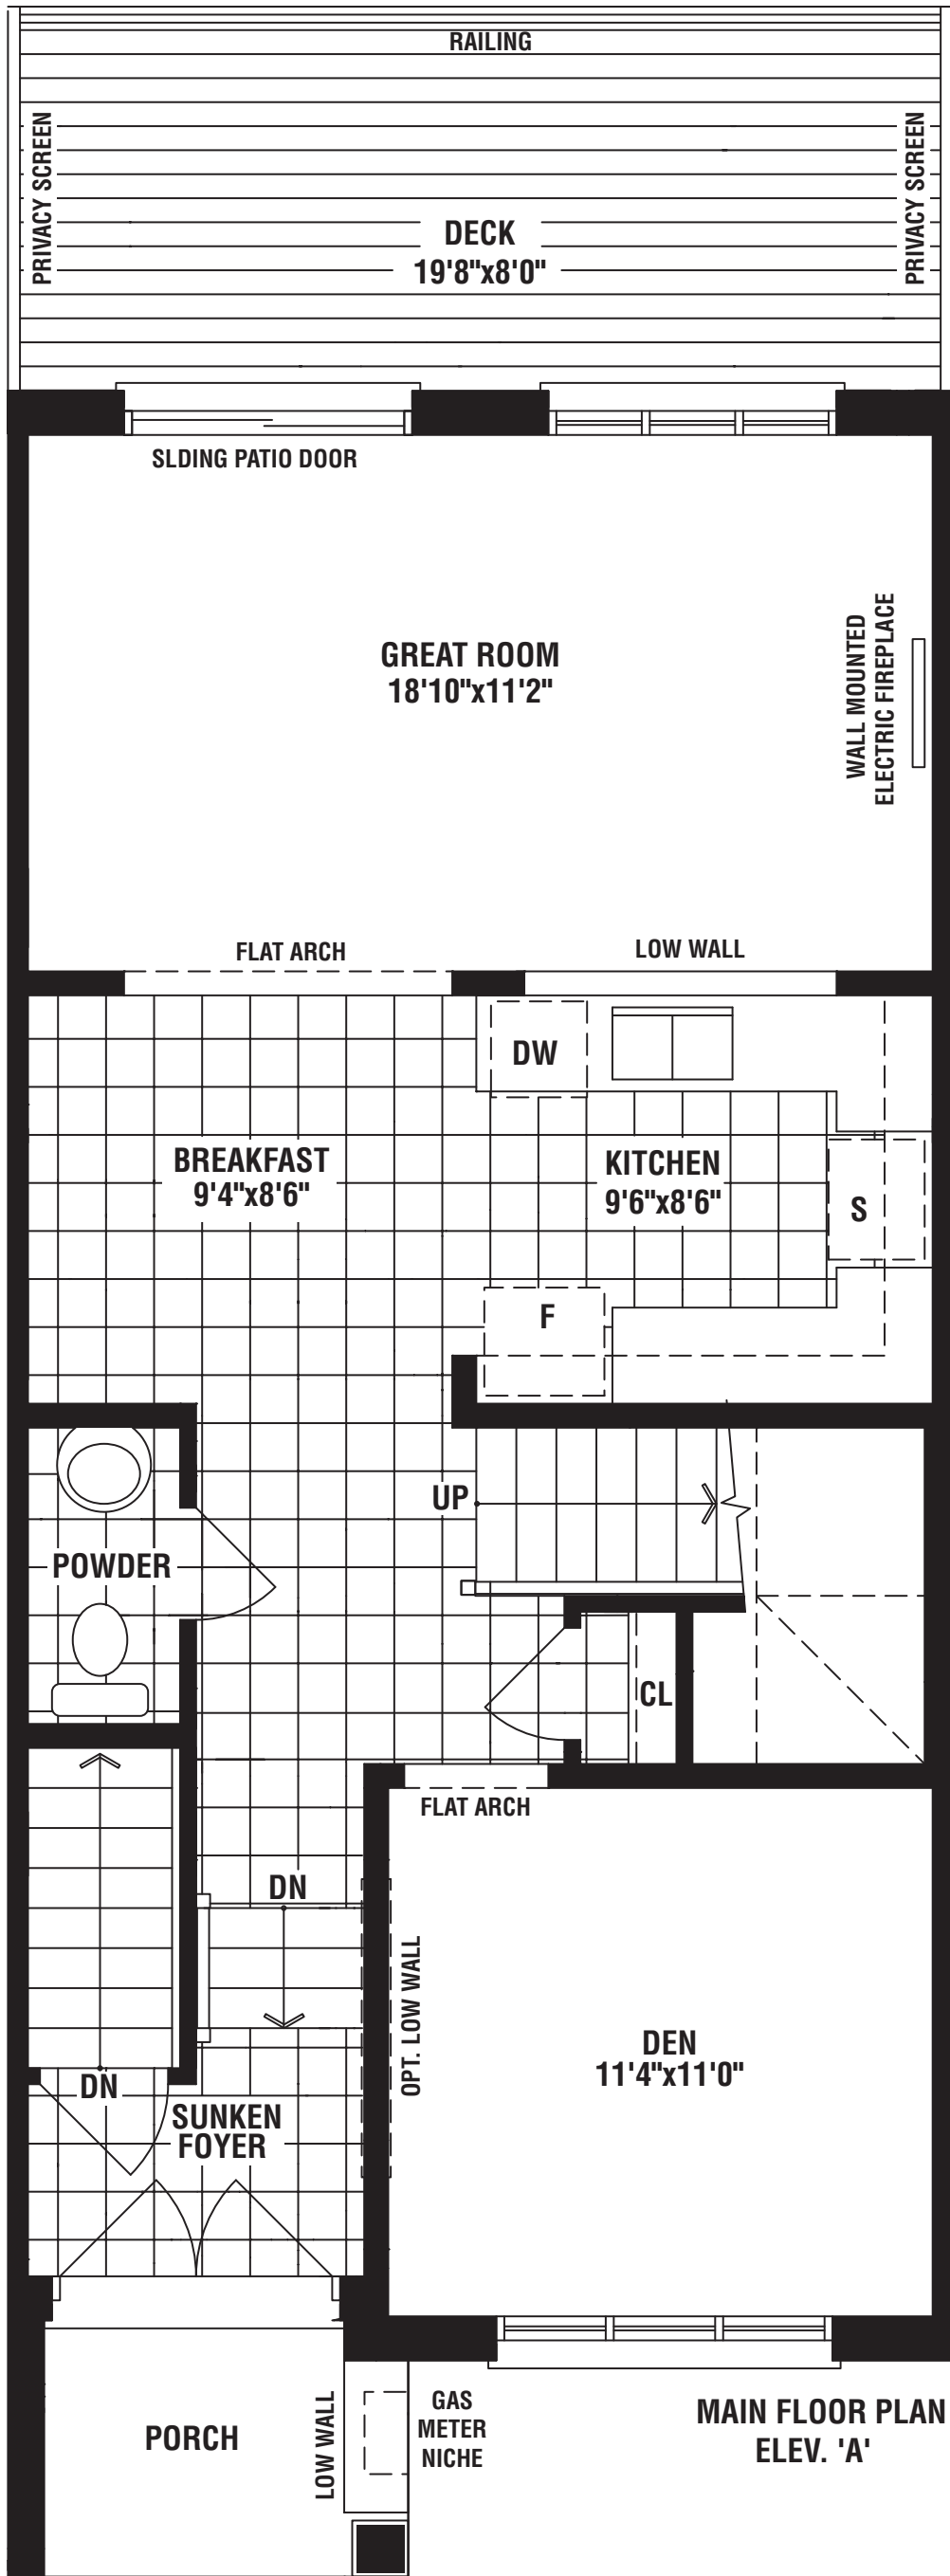 RAILING
PRIVACY SCREEN
PRIVACY SCREEN
DECK
19'8"x8'0"
SLDING PATIO DOOR
GREAT ROOM
18'10"x11'2"
WALL MOUNTED
ELECTRIC FIREPLACE
FLAT ARCH
LOW WALL
DW
BREAKFAST
9'4"x8'6"
KITCHEN
9'6"x8'6"
S
F
UP
POWDER
CL
FLAT ARCH
DN
OPT. LOW WALL
DEN
11'4"x11'0"
DN
SUNKEN
FOYER
PORCH
LOW WALL
GAS
METER
NICHE
MAIN FLOOR PLAN
ELEV. 'A'